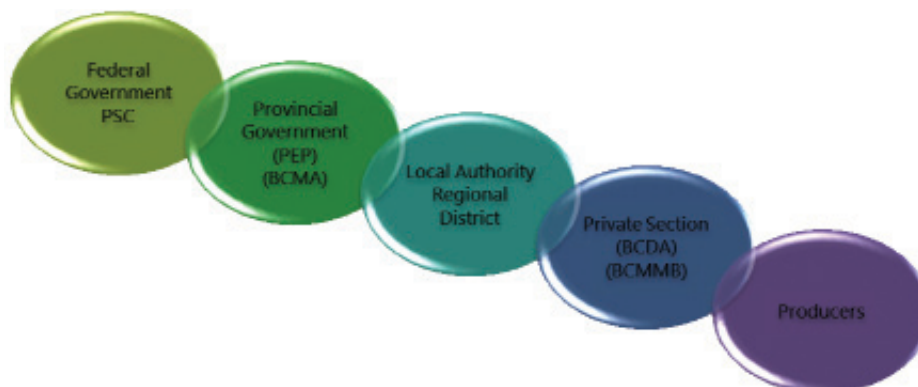 Federal
Government
PSC
Provincial
Government
(PEP)
(BCMA)
Local Authority
Regional
District
Private Section
(BCDA)
(BCMMB)
Producers